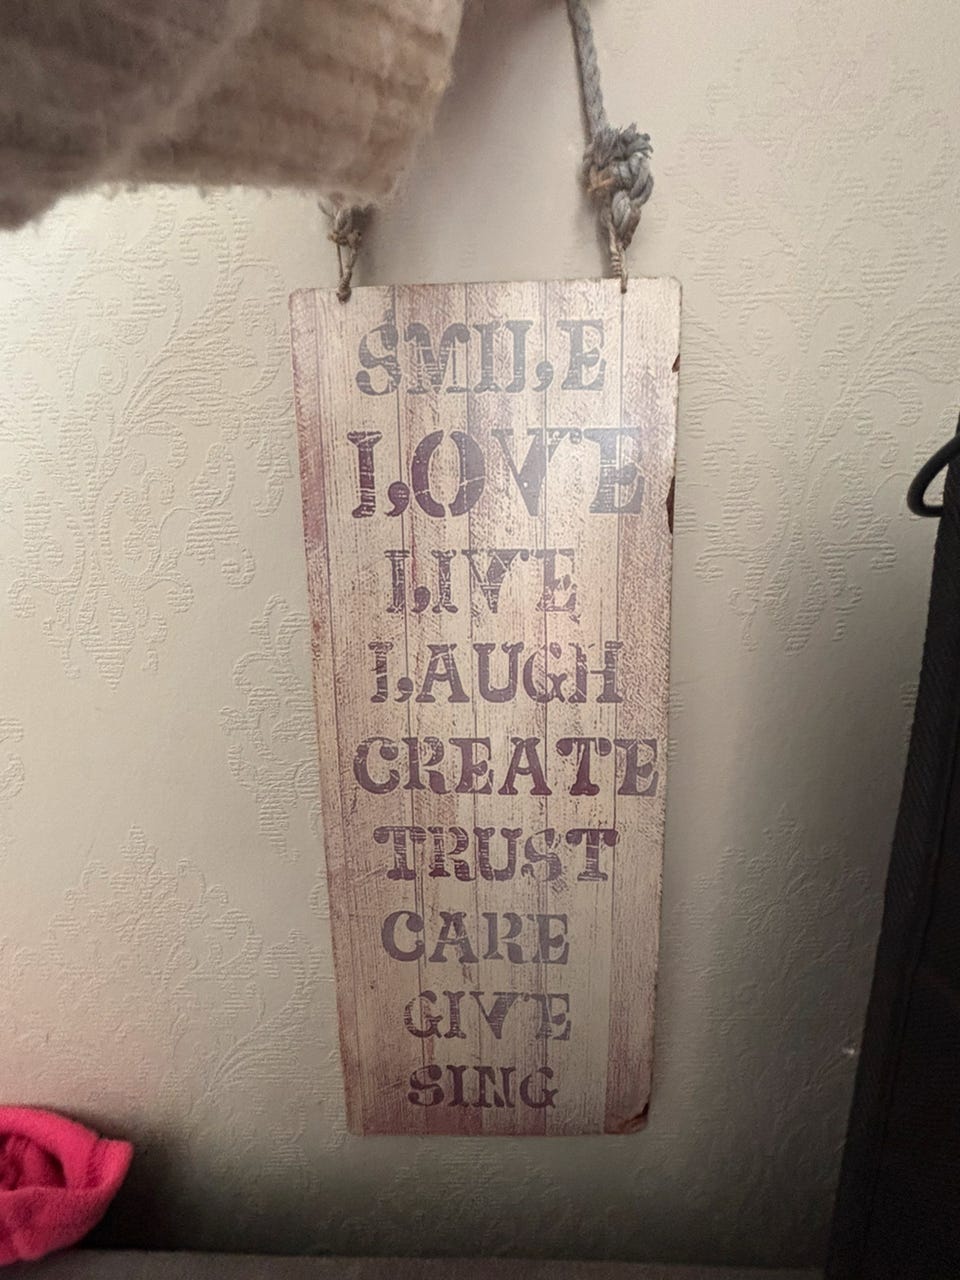 SMILE
LOVE
LIVE
LAUGH
CREATE
TRUST
CARE
GIVE
SING